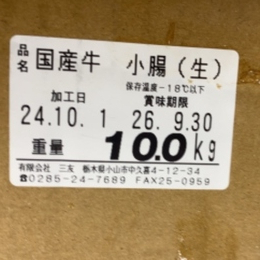 品名 国産牛 小腸（生）
保存温度－18℃以下
加工日 賞味期限
24.10. 1 26. 9.30
重量 10.0kg
有限会社 三友 栃木県小山市中久喜4-12-34
☎0285-24-7689 FAX25-0959